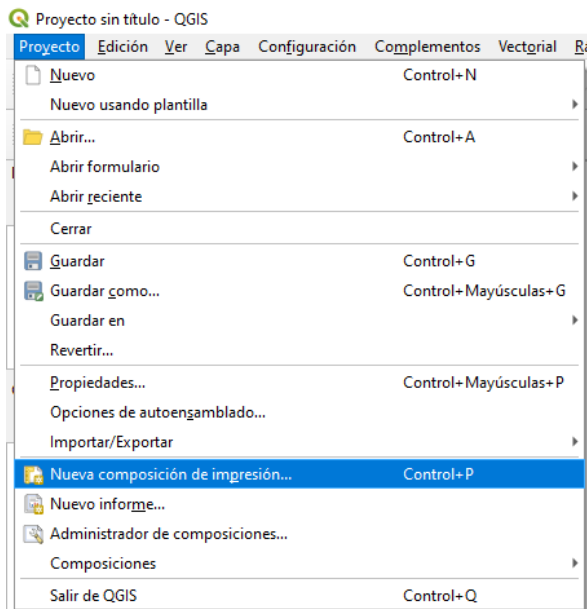 Proyecto sin título - QGIS
Proyecto Edición Ver Capa Configuración Complementos Vectorial
Nuevo Control+N
Nuevo usando plantilla
Abrir... Control+A
Abrir formulario
Abrir reciente
Cerrar
Guardar Control+G
Guardar como... Control+Mayúsculas+G
Guardar en
Revertir...
Propiedades... Control+Mayúsculas+P
Opciones de autoensamblado...
Importar/Exportar
Nueva composición de impresión... Control+P
Nuevo informe...
Administrador de composiciones...
Composiciones
Salir de QGIS Control+Q